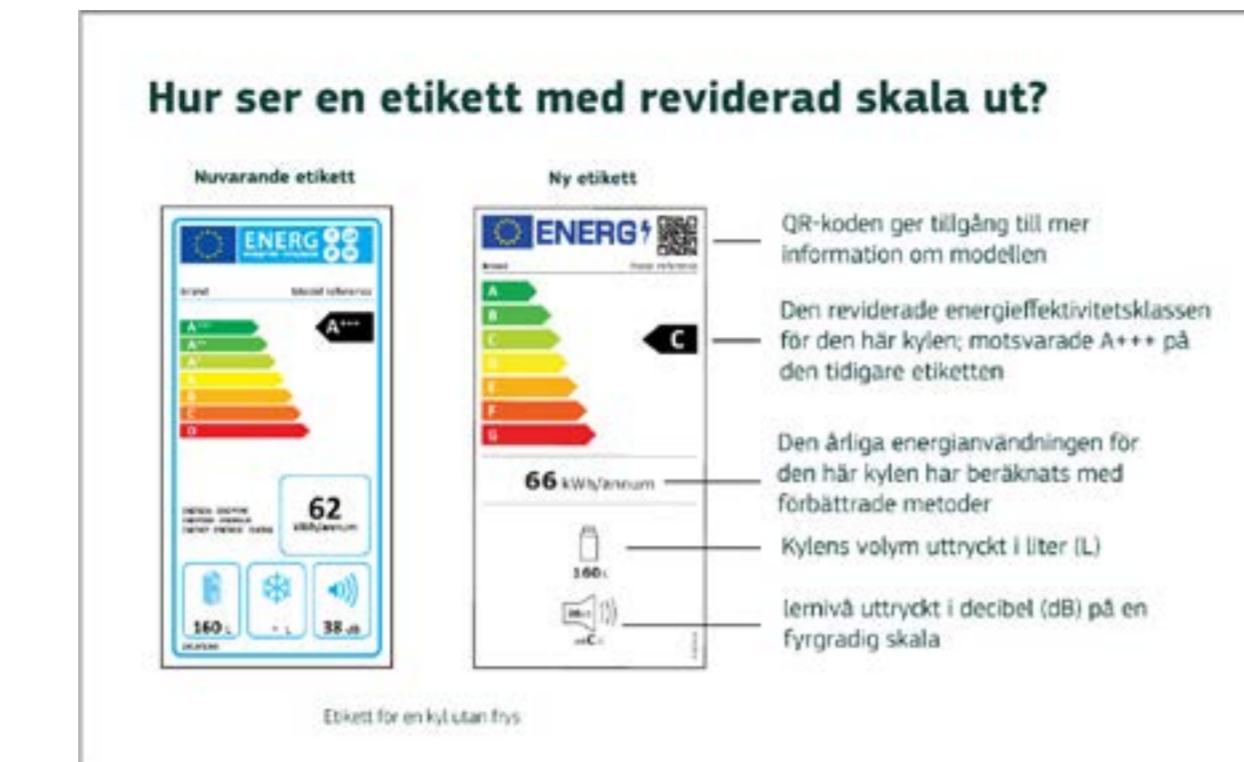 Hur ser en etikett med reviderad skala ut?
Nuvarande etikett
Ny etikett
ENERG
A+++
A++
A+
A
B
C
D
A+++
62
kWh/annum
160 L
- L
38 dB
ENERG
A
B
C
D
E
F
G
C
66 kWh/annum
160 L
QR-koden ger tillgång till mer
information om modellen
Den reviderade energieffektivitetsklassen
för den här kylen; motsvarade A+++ på
den tidigare etiketten
Den årliga energianvändningen för
den här kylen har beräknats med
förbättrade metoder
Kylens volym uttryckt i liter (L)
lernivå uttryckt i decibel (dB) på en
fyrgradig skala
Etikett för en kyl utan frys